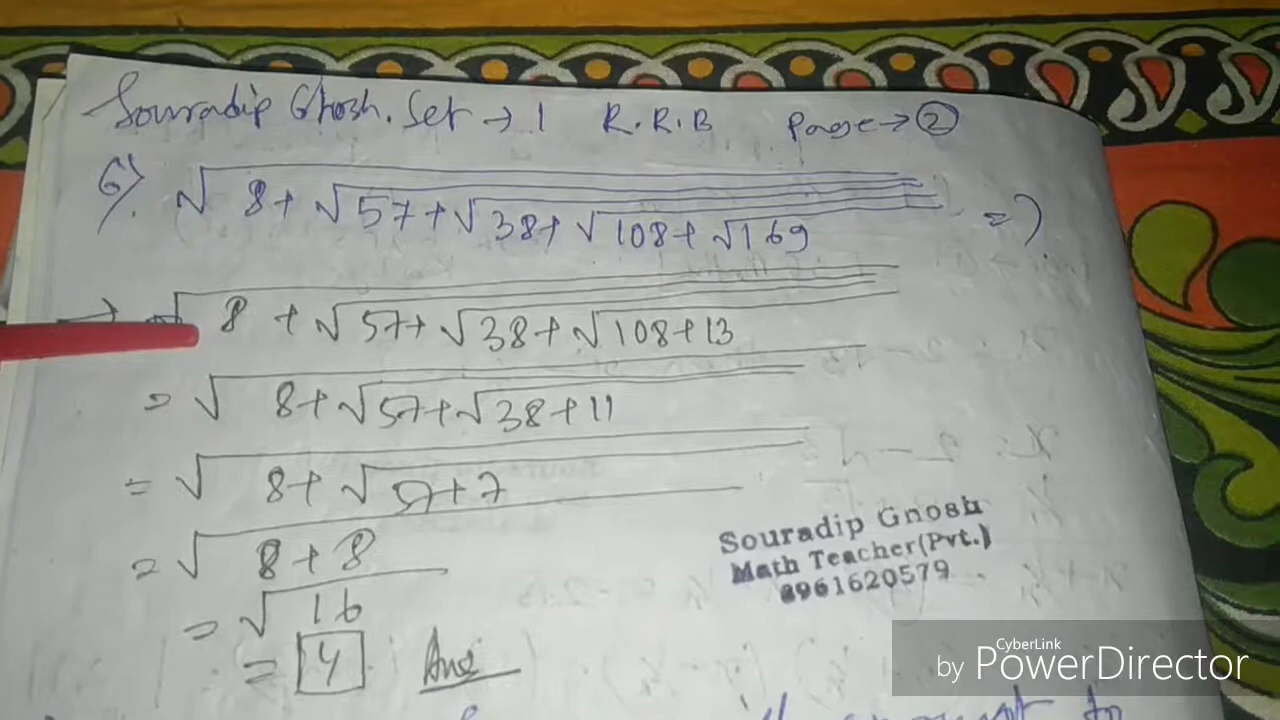 Souradip Ghosh. Set → 1 R.R.B Page → ②
6). √8+√57+√38+√108+√169 ⇒)
→ √8+√57+√38+√108+13
= √8+√57+√38+11
= √8+√57+7
= √8+8
= √16
= 4 Ans
Souradip Gnosh
Math Teacher(Pvt.)
8961620579
CyberLink
by PowerDirector